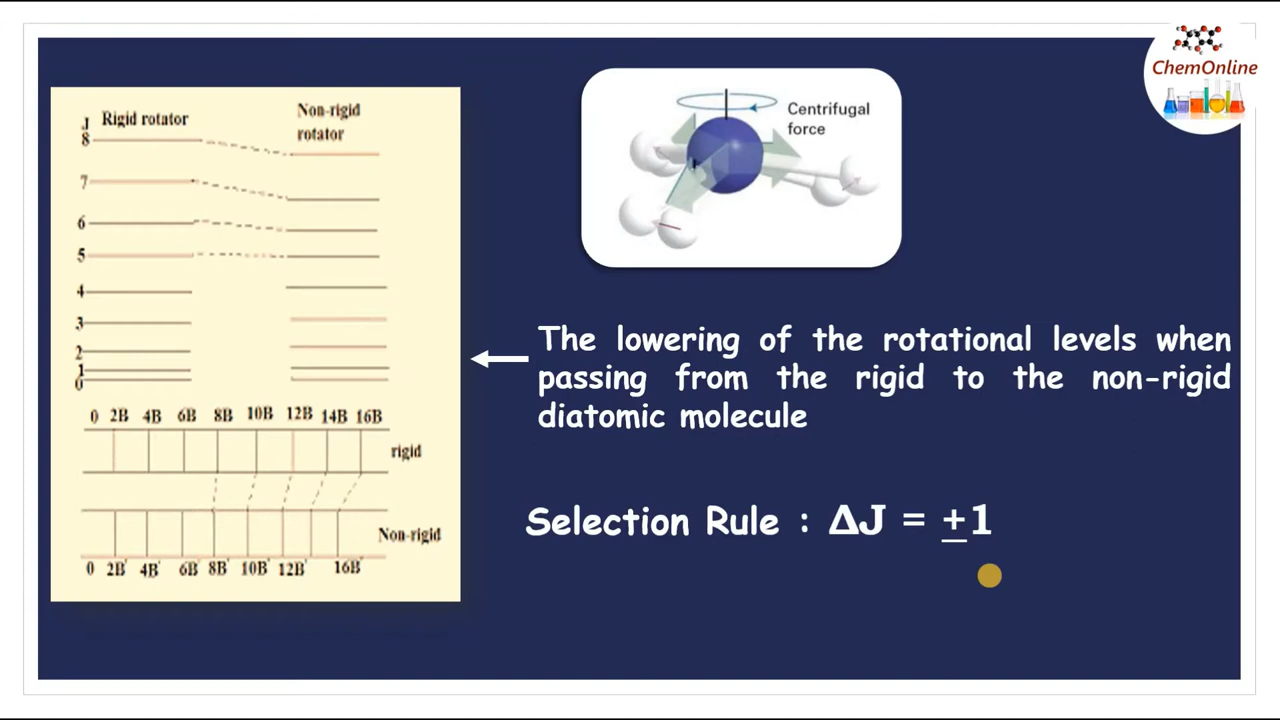 ChemOnline
Rigid rotator
Non-rigid
rotator
J
8
7
6
5
4
3
2
1
0
0 2B 4B 6B 8B 10B 12B 14B 16B
rigid
Non-rigid
0 2B' 4B' 6B' 8B' 10B' 12B' 16B'
Centrifugal
force
The lowering of the rotational levels when
passing from the rigid to the non-rigid
diatomic molecule
Selection Rule : ΔJ = ±1